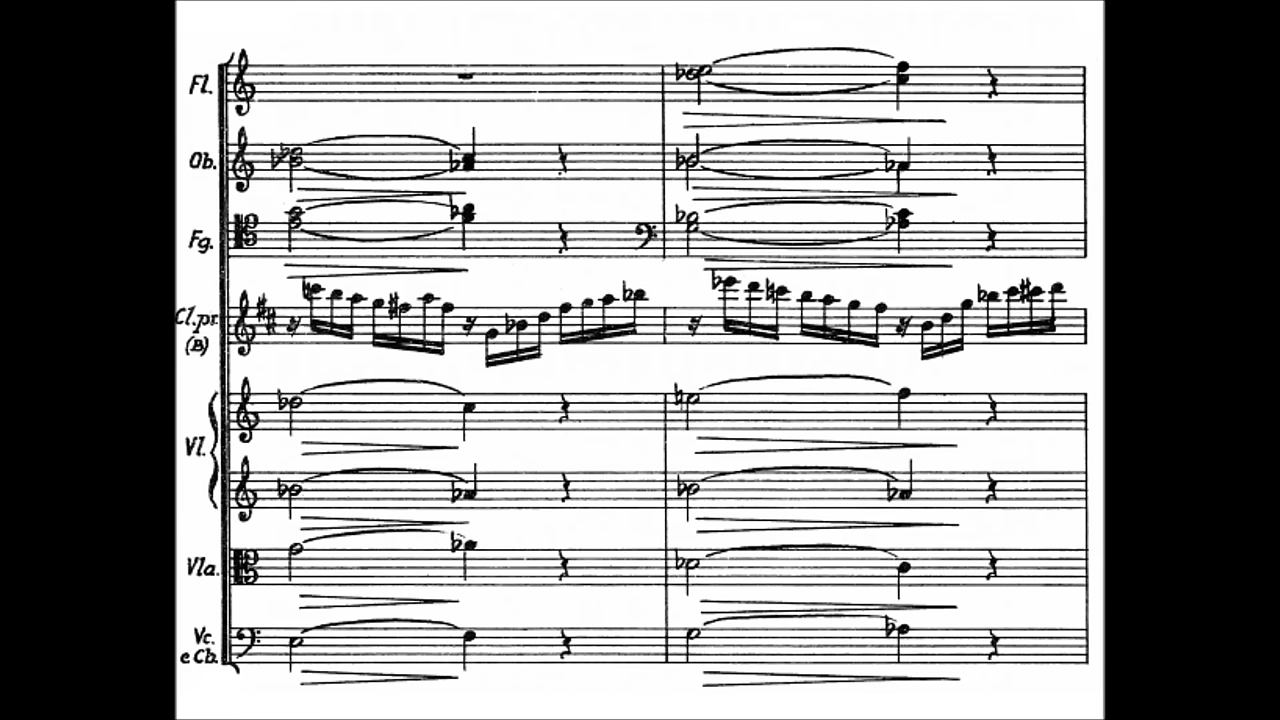 Fl.
Ob.
Fg.
Cl.pr.
(B)
Vl.
Vla.
Vc.
e Cb.